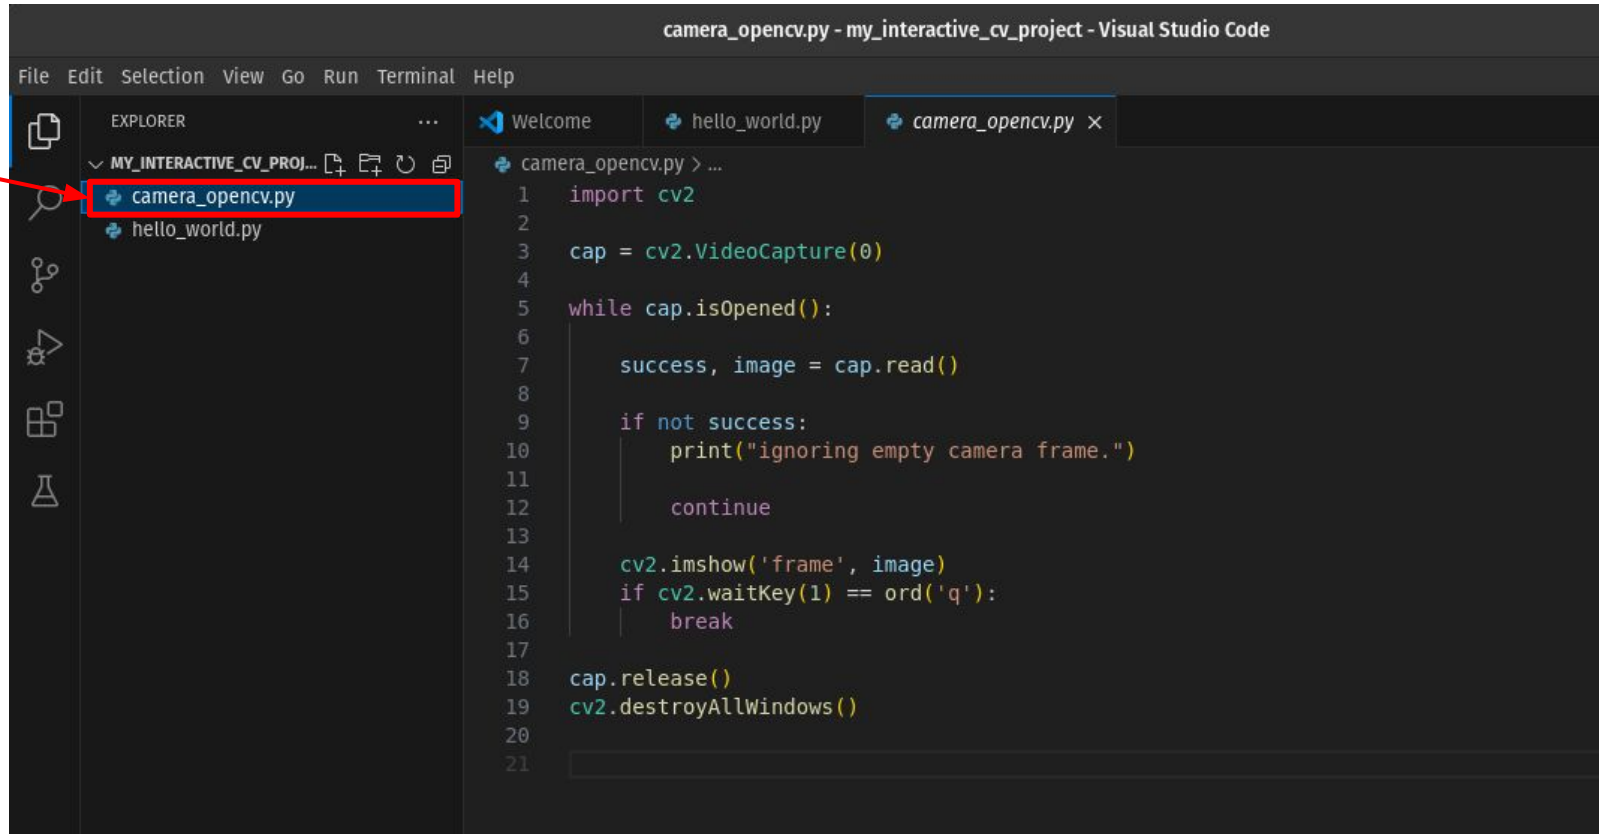 camera_opencv.py - my_interactive_cv_project - Visual Studio Code
File Edit Selection View Go Run Terminal Help
EXPLORER ...
MY_INTERACTIVE_CV_PROJ...
camera_opencv.py
hello_world.py
Welcome hello_world.py camera_opencv.py
camera_opencv.py > ...
1 import cv2
2
3 cap = cv2.VideoCapture(0)
4
5 while cap.isOpened():
6
7 success, image = cap.read()
8
9 if not success:
10 print("ignoring empty camera frame.")
11
12 continue
13
14 cv2.imshow('frame', image)
15 if cv2.waitKey(1) == ord('q'):
16 break
17
18 cap.release()
19 cv2.destroyAllWindows()
20
21